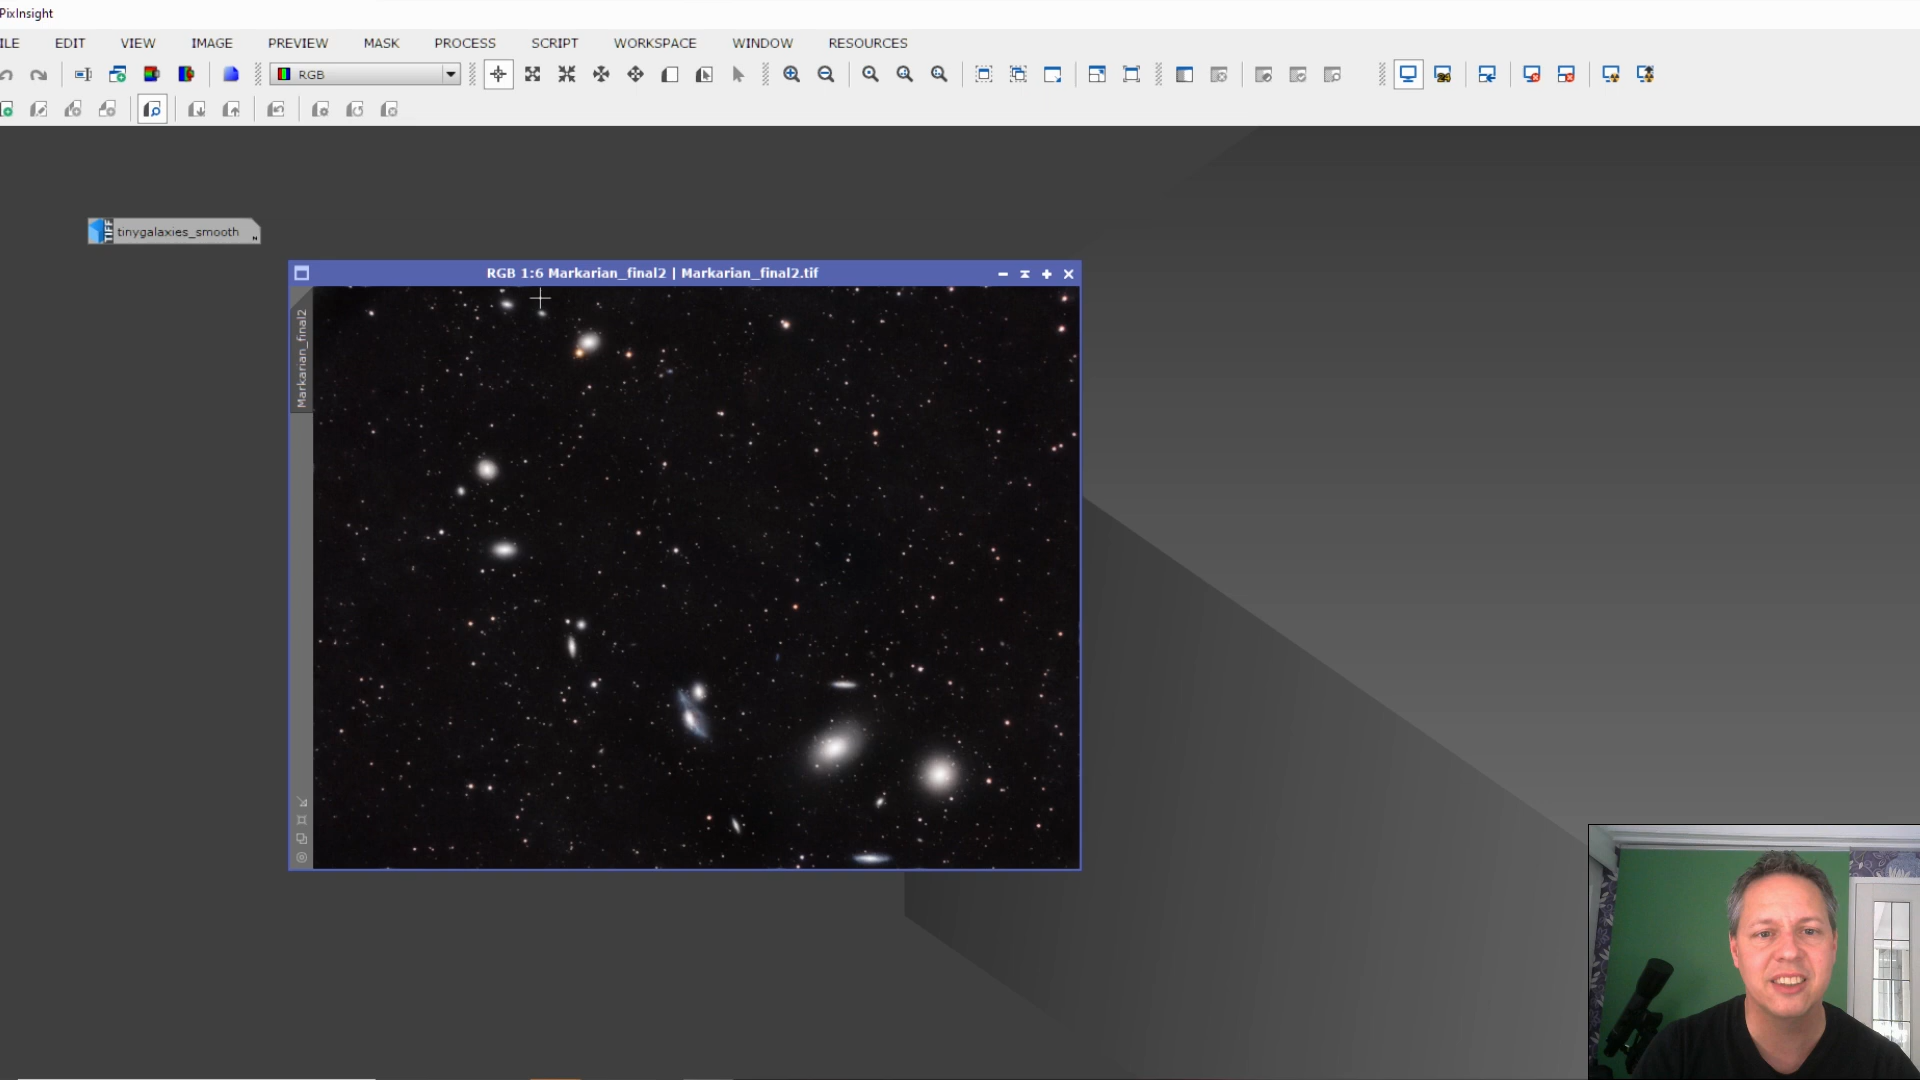 PixInsight
ILE EDIT VIEW IMAGE PREVIEW MASK PROCESS SCRIPT WORKSPACE WINDOW RESOURCES
RGB
TIFF tinygalaxies_smooth
RGB 1:6 Markarian_final2 | Markarian_final2.tif
Markarian_final2